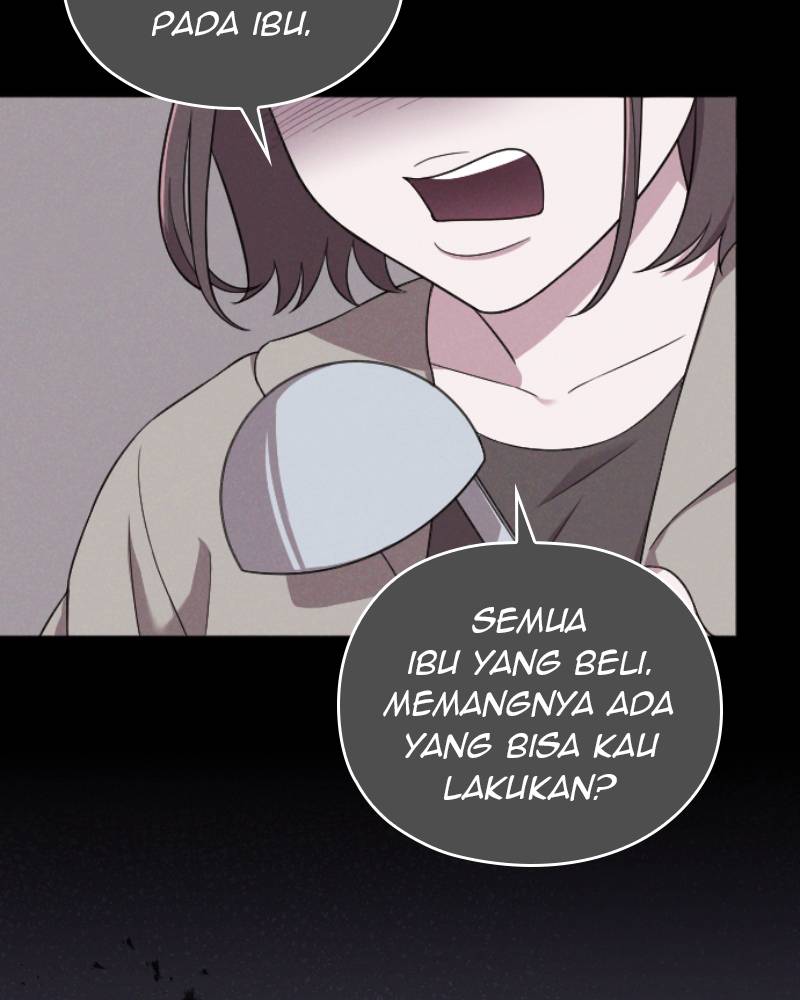 PADA IBU.
SEMUA
IBU YANG BELI.
MEMANGNYA ADA
YANG BISA KAU
LAKUKAN?